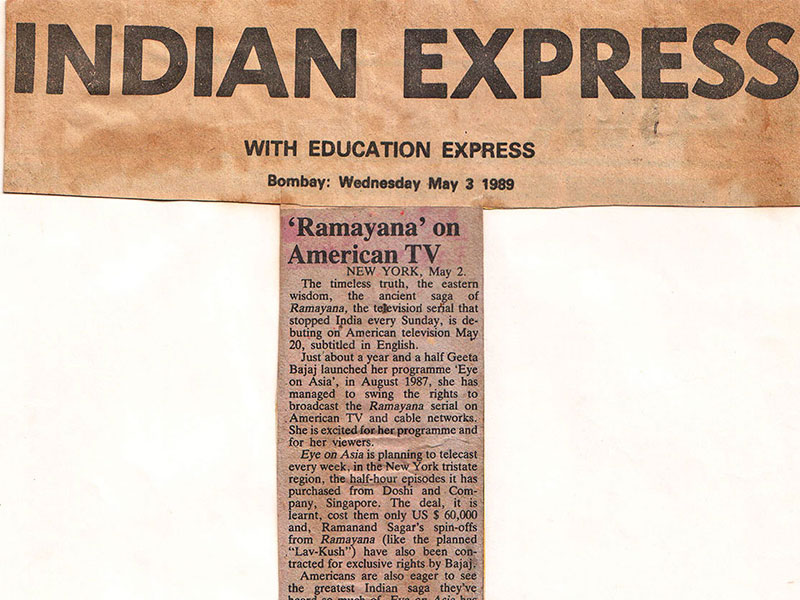 INDIAN EXPRESS
WITH EDUCATION EXPRESS
Bombay: Wednesday May 3 1989
‘Ramayana’ on
American TV
NEW YORK, May 2.
The timeless truth, the eastern
wisdom, the ancient saga of
Ramayana, the television serial that
stopped India every Sunday, is de-
buting on American television May
20, subtitled in English.
Just about a year and a half Geeta
Bajaj launched her programme ‘Eye
on Asia’, in August 1987, she has
managed to swing the rights to
broadcast the Ramayana serial on
American TV and cable networks.
She is excited for her programme and
for her viewers.
Eye on Asia is planning to telecast
every week, in the New York tristate
region, the half-hour episodes it has
purchased from Doshi and Com-
pany, Singapore. The deal, it is
learnt, cost them only US $ 60,000
and, Ramanand Sagar’s spin-offs
from Ramayana (like the planned
“Lav-Kush”) have also been con-
tracted for exclusive rights by Bajaj.
Americans are also eager to see
the greatest Indian saga they’ve
heard so much of. Eye on Asia has